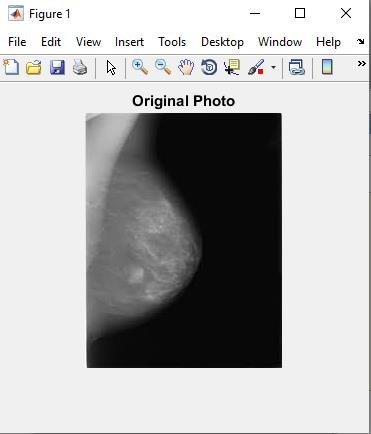 Figure 1
File Edit View Insert Tools Desktop Window Help
Original Photo